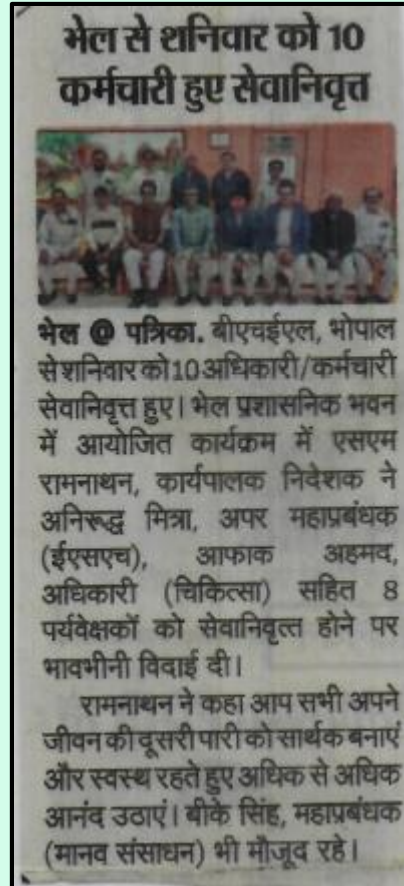 भेल से शनिवार को 10
कर्मचारी हुए सेवानिवृत्त
भेल @ पत्रिका. बीएचईएल, भोपाल
से शनिवार को 10 अधिकारी/कर्मचारी
सेवानिवृत्त हुए। भेल प्रशासनिक भवन
में आयोजित कार्यक्रम में एसएम
रामनाथन, कार्यपालक निदेशक ने
अनिरूद्ध मित्रा, अपर महाप्रबंधक
(ईएसएच), आफाक अहमद,
अधिकारी (चिकित्सा) सहित 8
पर्यवेक्षकों को सेवानिवृत्त होने पर
भावभीनी विदाई दी।
रामनाथन ने कहा आप सभी अपने
जीवन की दूसरी पारी को सार्थक बनाएं
और स्वस्थ रहते हुए अधिक से अधिक
आनंद उठाएं। बीके सिंह, महाप्रबंधक
(मानव संसाधन) भी मौजूद रहे।